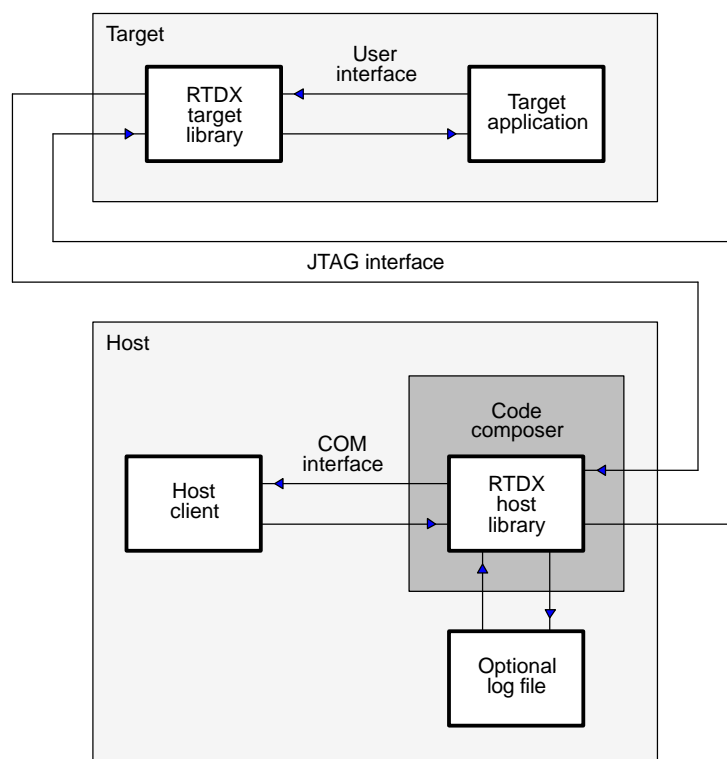 Target
User
interface
RTDX
target
library
Target
application
JTAG interface
Host
Code
composer
COM
interface
Host
client
RTDX
host
library
Optional
log file